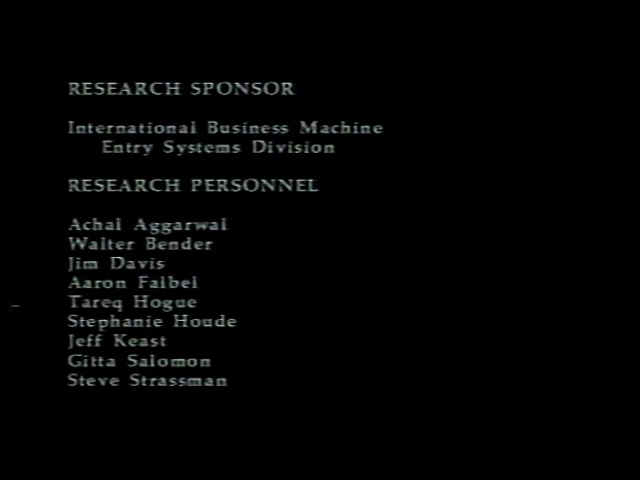 RESEARCH SPONSOR
International Business Machine
Entry Systems Division
RESEARCH PERSONNEL
Achal Aggarwal
Walter Bender
Jim Davis
Aaron Falbel
Tareq Hogue
Stephanie Houde
Jeff Keast
Gitta Salomon
Steve Strassman